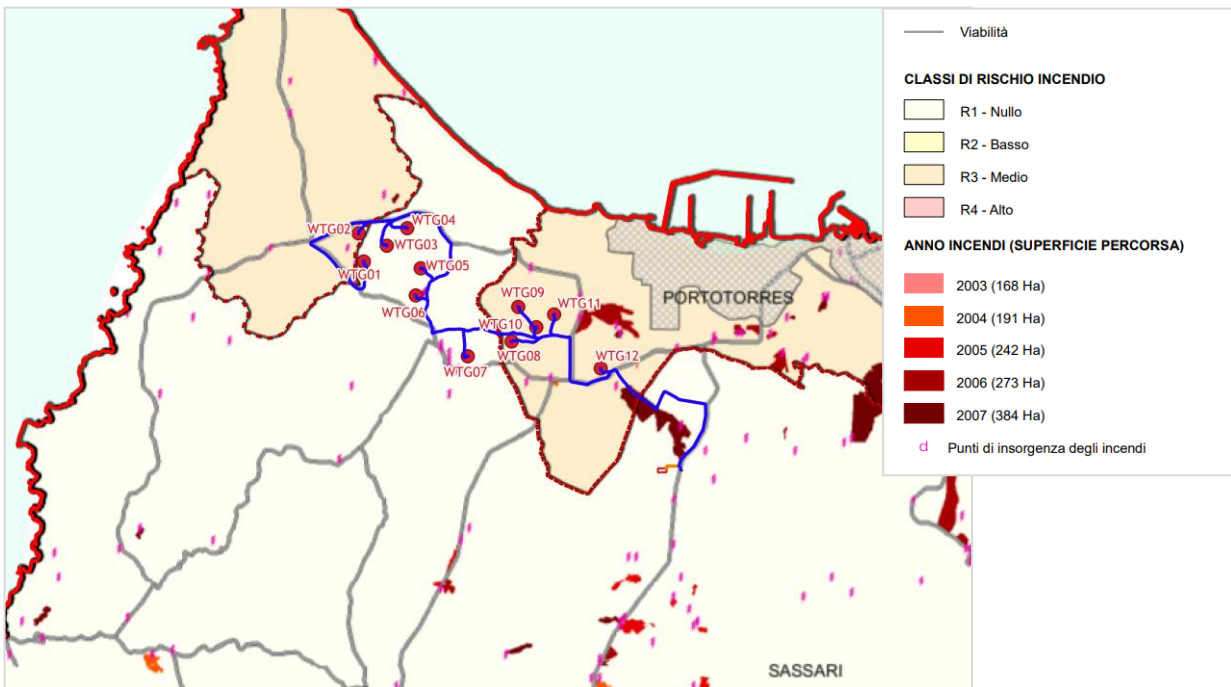 Viabilità
CLASSI DI RISCHIO INCENDIO
R1 - Nullo
R2 - Basso
R3 - Medio
R4 - Alto
ANNO INCENDI (SUPERFICIE PERCORSA)
2003 (168 Ha)
2004 (191 Ha)
2005 (242 Ha)
2006 (273 Ha)
2007 (384 Ha)
d Punti di insorgenza degli incendi
WTG02
WTG04
WTG03
WTG01
WTG05
WTG06
WTG09
WTG11
PORTOTORRES
WTG10
WTG08
WTG07
WTG12
SASSARI